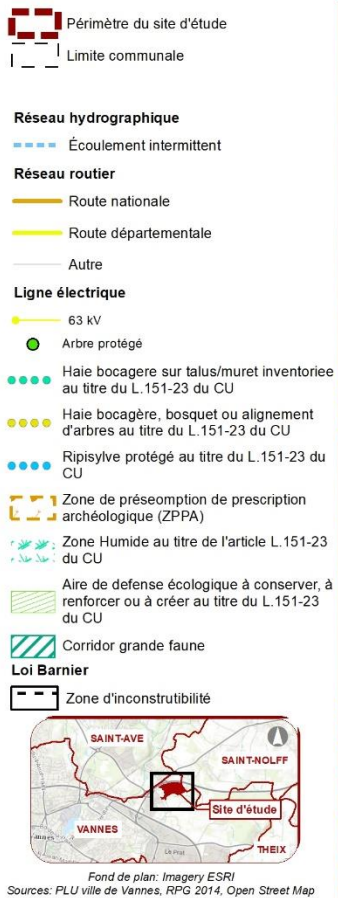 Périmètre du site d'étude
Limite communale
Réseau hydrographique
Écoulement intermittent
Réseau routier
Route nationale
Route départementale
Autre
Ligne électrique
63 kV
Arbre protégé
Haie bocagere sur talus/muret inventoriee
au titre du L.151-23 du CU
Haie bocagère, bosquet ou alignement
d'arbres au titre du L.151-23 du CU
Ripisylve protégé au titre du L.151-23 du
CU
Zone de préseomption de prescription
archéologique (ZPPA)
Zone Humide au titre de l'article L.151-23
du CU
Aire de defense écologique à conserver, à
renforcer ou à créer au titre du L.151-23
du CU
Corridor grande faune
Loi Barnier
Zone d'inconstrutibilité
SAINT-AVE
SAINT-NOLFF
Site d'étude
VANNES
THEIX
Fond de plan: Imagery ESRI
Sources: PLU ville de Vannes, RPG 2014, Open Street Map